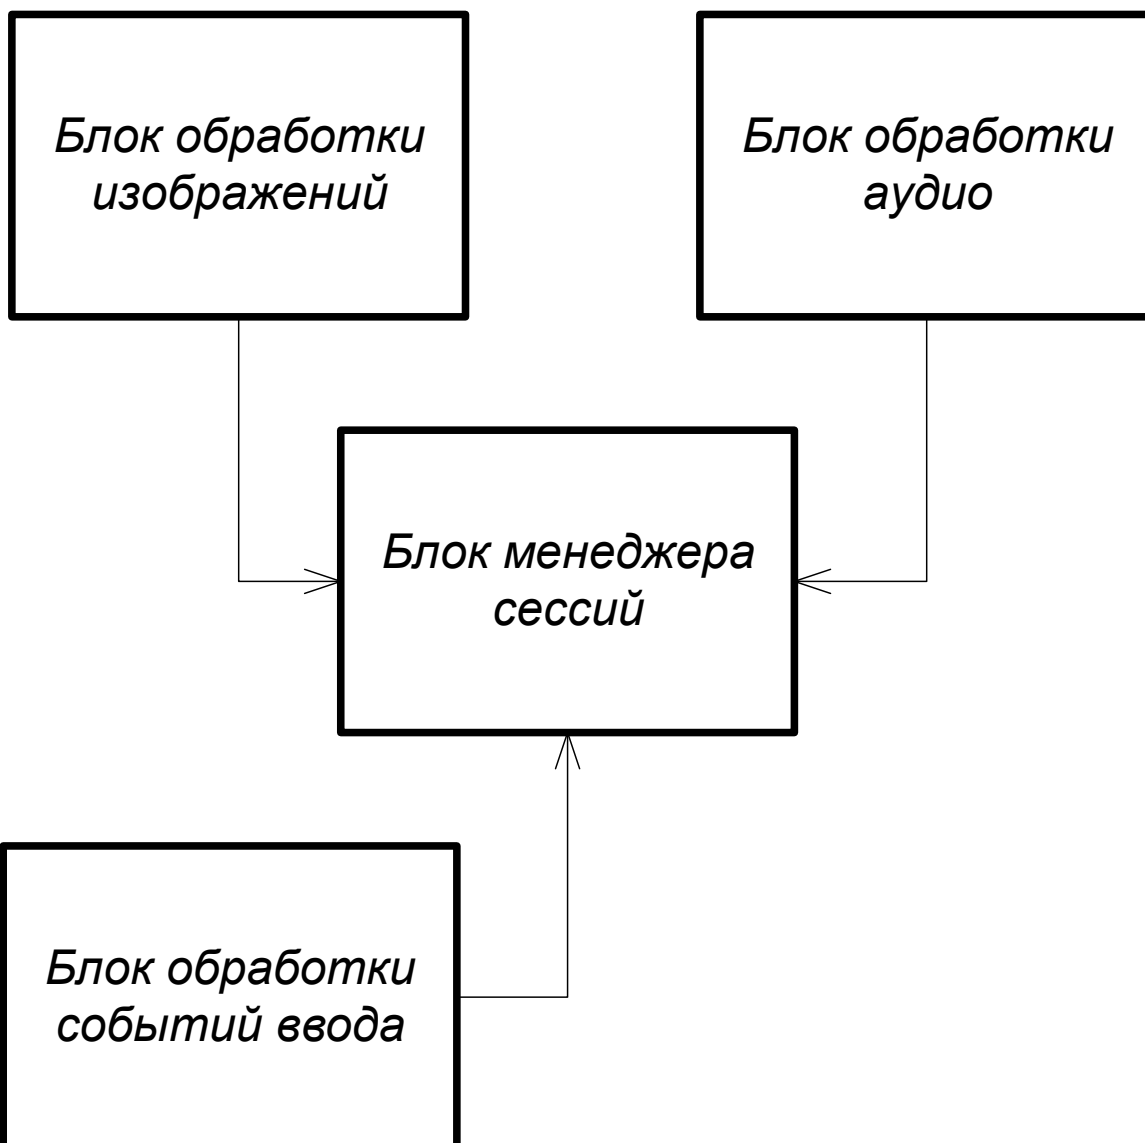 Блок обработки
изображений
Блок обработки
аудио
Блок менеджера
сессий
Блок обработки
событий ввода